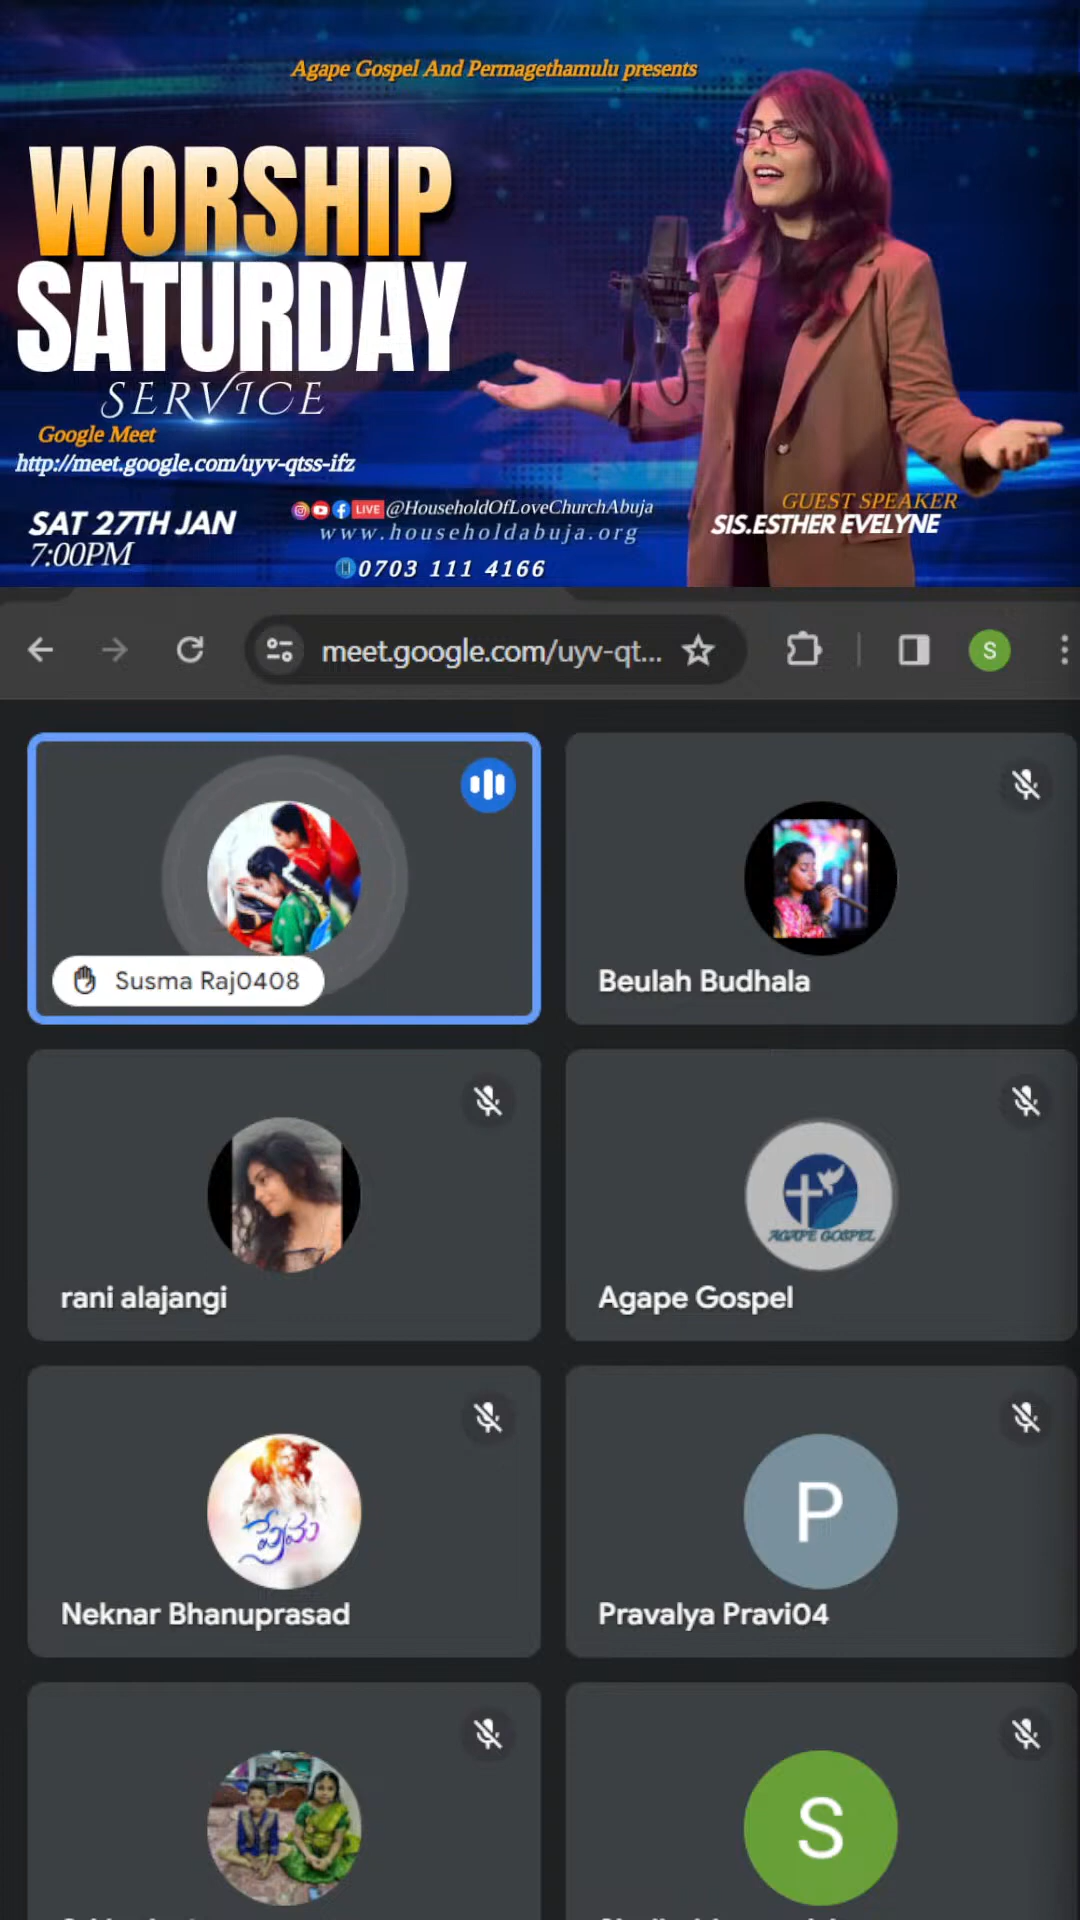 Agape Gospel And Permagethamulu presents
WORSHIP
SATURDAY
SERVICE
Google Meet
http://meet.google.com/uyv-qtss-ifz
SAT 27TH JAN
7:00PM
LIVE @HouseholdOfLoveChurchAbuja
www.householdabuja.org
0703 111 4166
GUEST SPEAKER
SIS.ESTHER EVELYNE
meet.google.com/uyv-qt...
S
Susma Raj0408
Beulah Budhala
rani alajangi
AGAPE GOSPEL
Agape Gospel
ప్రేమ
Neknar Bhanuprasad
P
Pravalya Pravi04
S